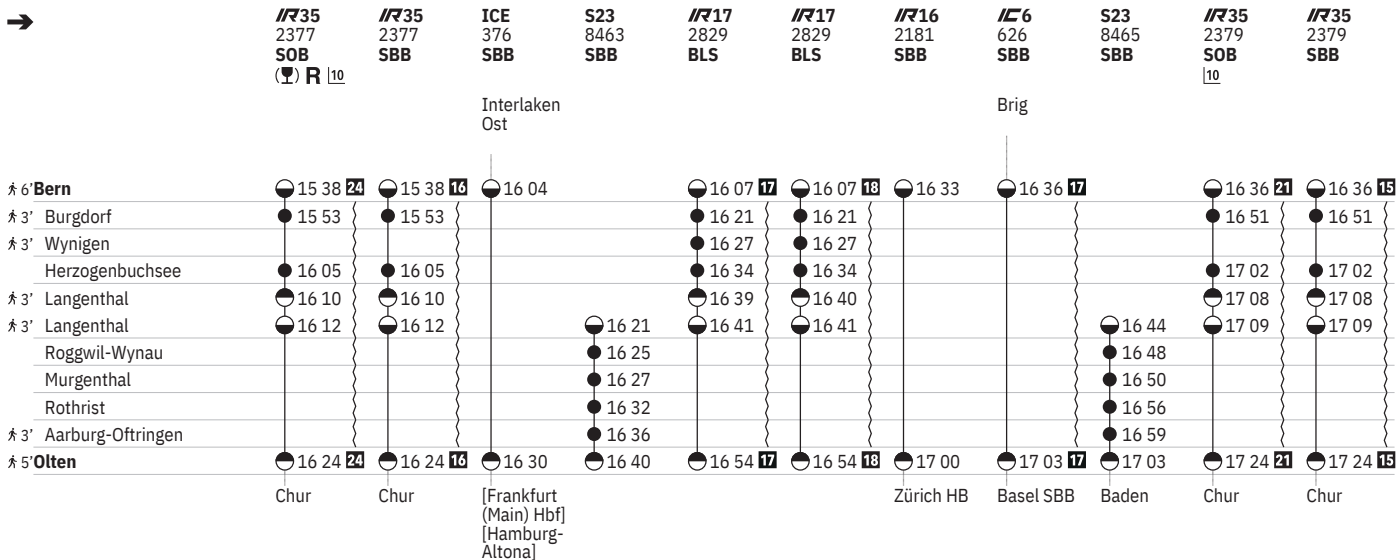 IR35 IR35 ICE S23 IR17 IR17 IR16 IC6 S23 IR35 IR35
2377 2377 376 8463 2829 2829 2181 626 8465 2379 2379
SOB SBB SBB SBB BLS BLS SBB SBB SBB SOB SBB
R 10 10
Interlaken Brig
Ost
6' Bern 15 38 24 15 38 16 16 04 16 07 17 16 07 18 16 33 16 36 17 16 36 21 16 36 15
3' Burgdorf 15 53 15 53 16 21 16 21 16 51 16 51
3' Wynigen 16 27 16 27
Herzogenbuchsee 16 05 16 05 16 34 16 34 17 02 17 02
3' Langenthal 16 10 16 10 16 39 16 40 17 08 17 08
3' Langenthal 16 12 16 12 16 21 16 41 16 41 16 44 17 09 17 09
Roggwil-Wynau 16 25 16 48
Murgenthal 16 27 16 50
Rothrist 16 32 16 56
3' Aarburg-Oftringen 16 36 16 59
5' Olten 16 24 24 16 24 16 16 30 16 40 16 54 17 16 54 18 17 00 17 03 17 17 03 17 24 21 17 24 15
Chur Chur [Frankfurt Zürich HB Basel SBB Baden Chur Chur
(Main) Hbf]
[Hamburg-
Altona]